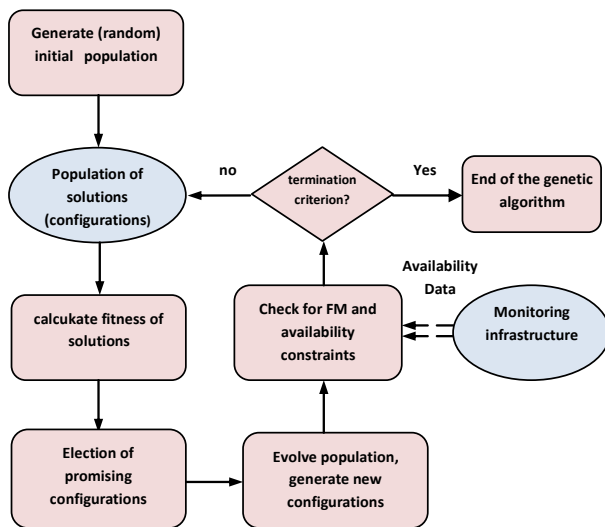 Generate (random)
initial population
Population of
solutions
(configurations)
no
termination
criterion?
Yes
End of the genetic
algorithm
calcukate fitness of
solutions
Check for FM and
availability
constraints
Availability
Data
Monitoring
infrastructure
Election of
promising
configurations
Evolve population,
generate new
configurations